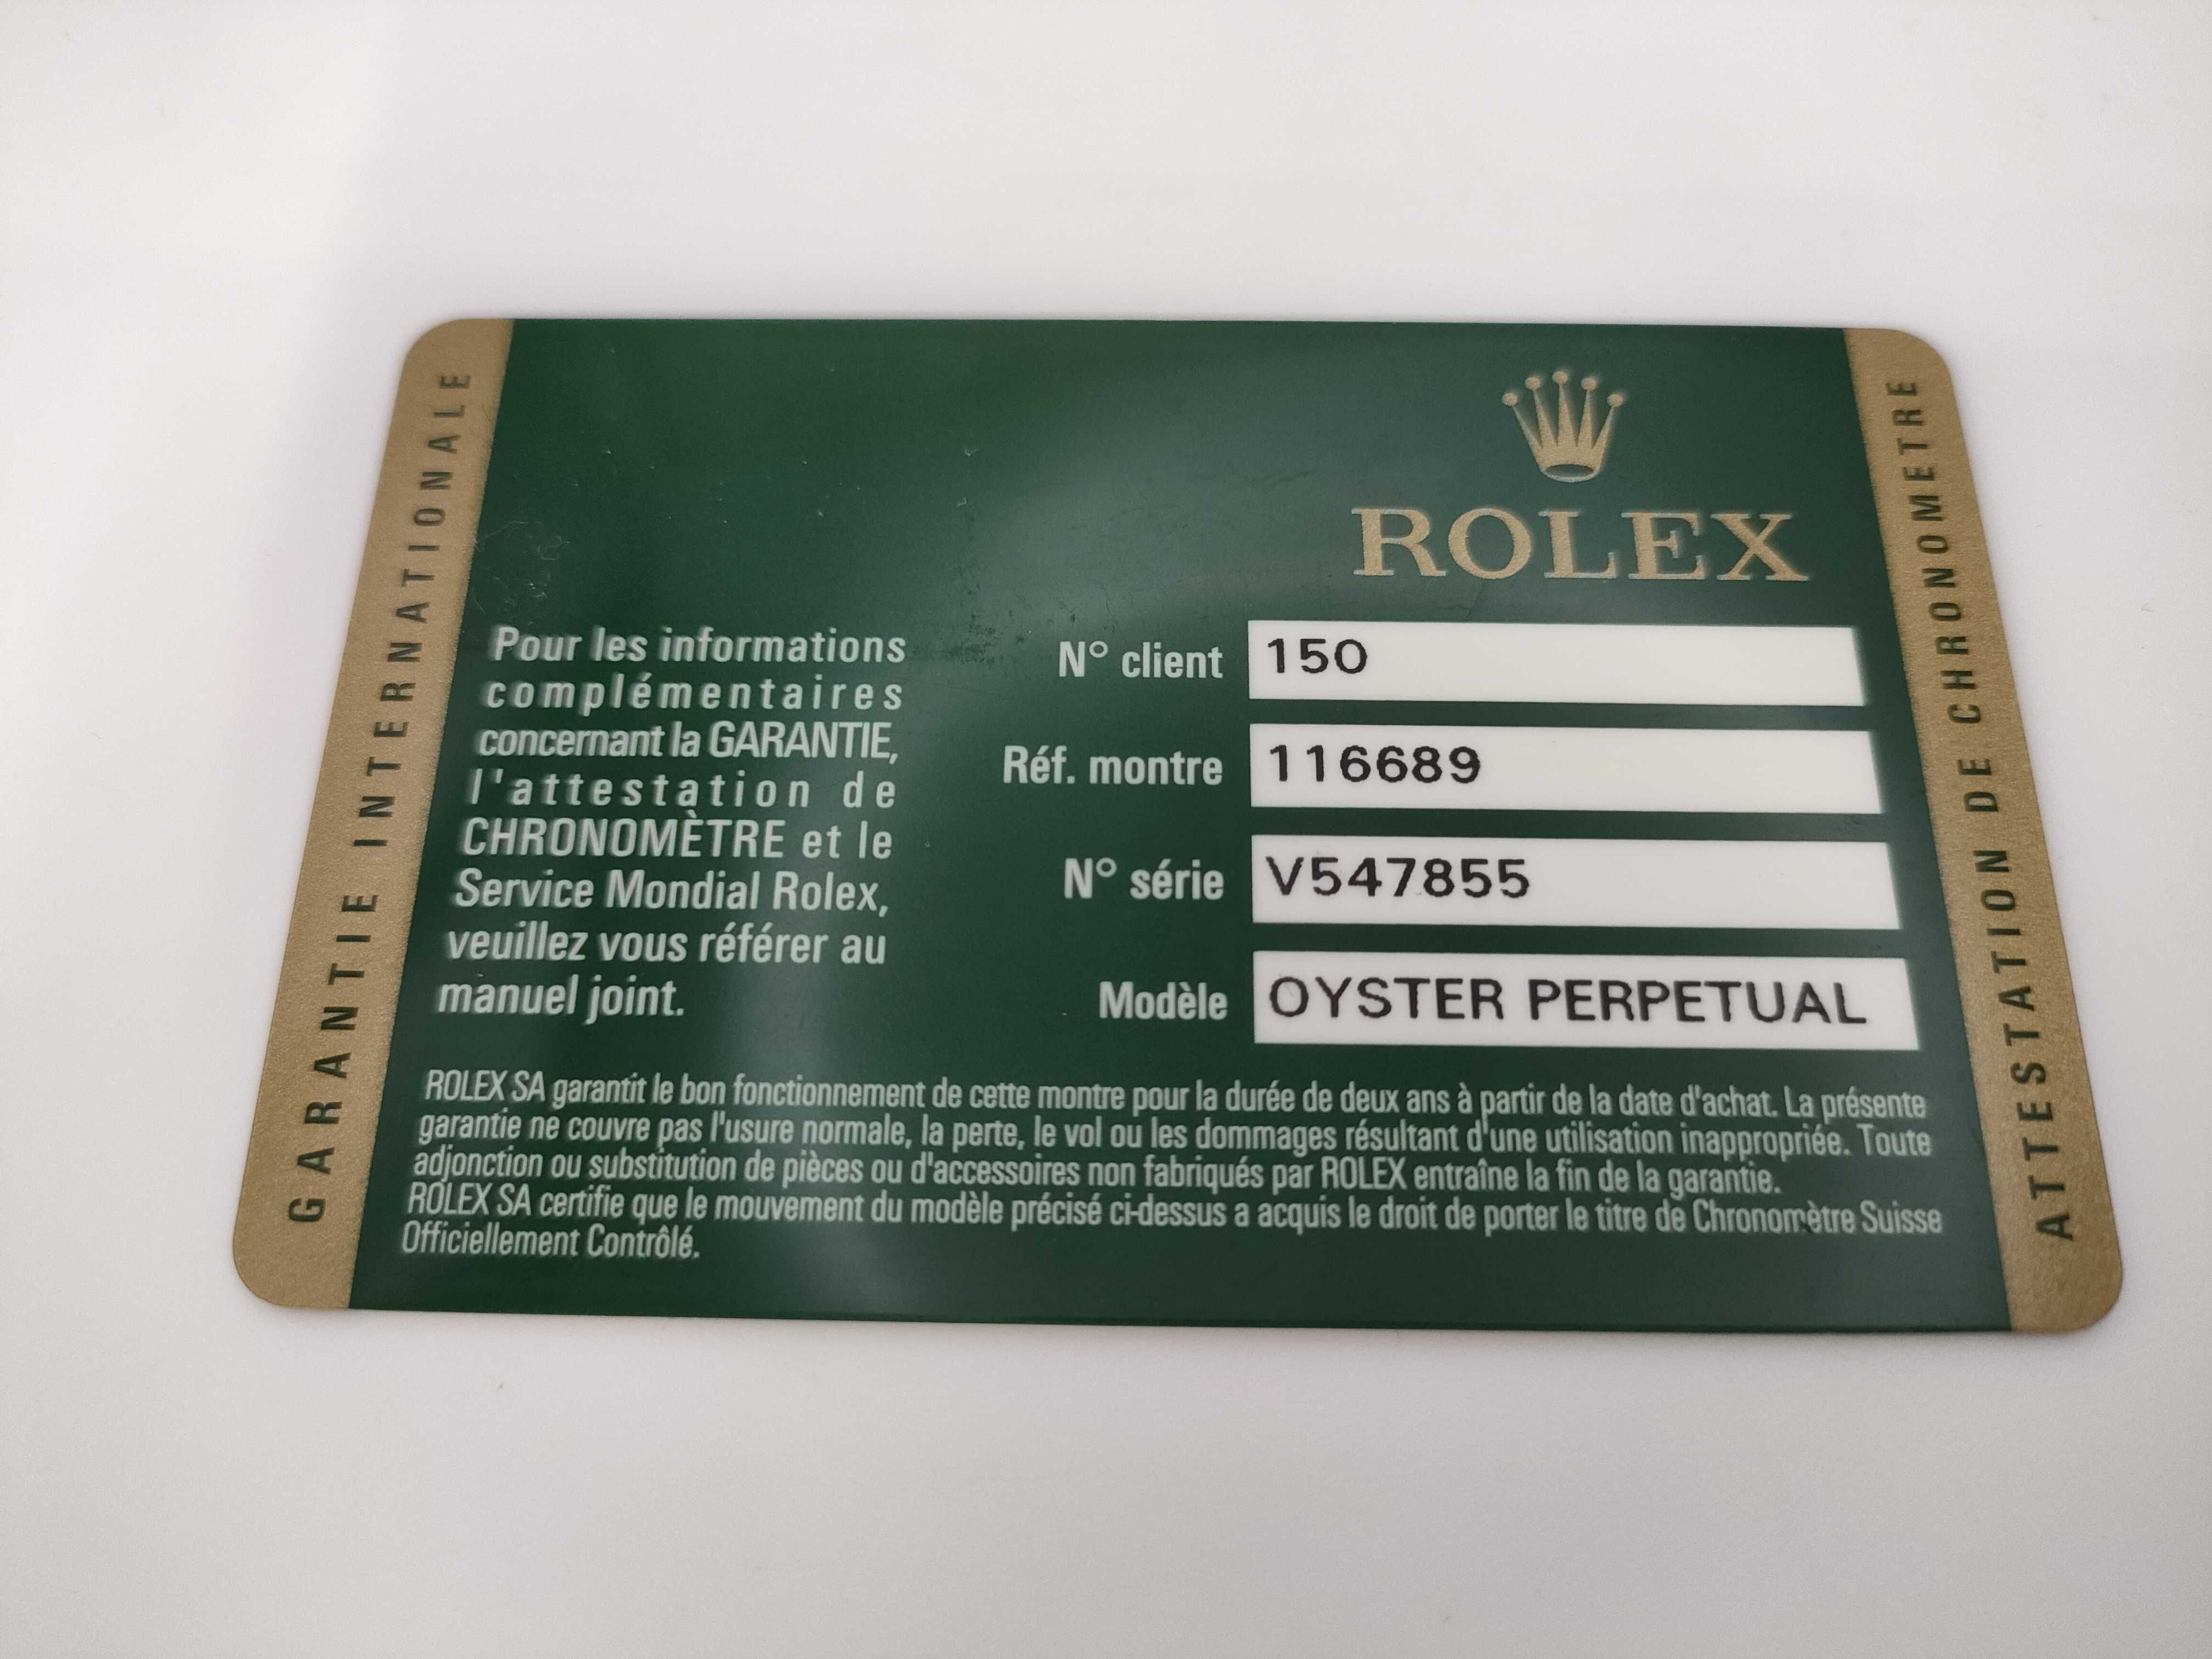 GARANTIE INTERNATIONALE
ROLEX
Pour les informations
complémentaires
concernant la GARANTIE,
l'attestation de
CHRONOMÈTRE et le
Service Mondial Rolex,
veuillez vous référer au
manuel joint.
N° client 150
Réf. montre 116689
N° série V547855
Modèle OYSTER PERPETUAL
ROLEX SA garantit le bon fonctionnement de cette montre pour la durée de deux ans à partir de la date d'achat. La présente
garantie ne couvre pas l'usure normale, la perte, le vol ou les dommages résultant d'une utilisation inappropriée. Toute
adjonction ou substitution de pièces ou d'accessoires non fabriqués par ROLEX entraîne la fin de la garantie.
ROLEX SA certifie que le mouvement du modèle précisé ci-dessus a acquis le droit de porter le titre de Chronomètre Suisse
Officiellement Contrôlé.
ATTESTATION DE CHRONOMETRE